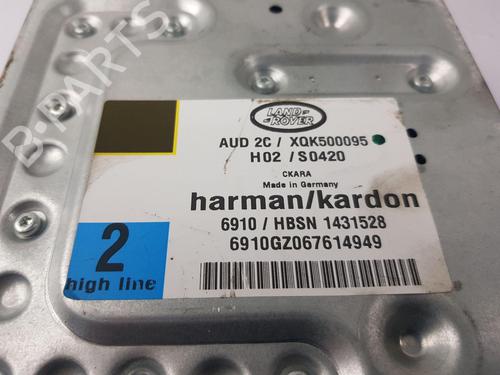 B-PARTS
LAND
ROVER
AUD 2C / XQK500095
H02 / S0420
CKARA
Made in Germany
harman/kardon
6910 / HBSN 1431528
6910GZ067614949
2
high line